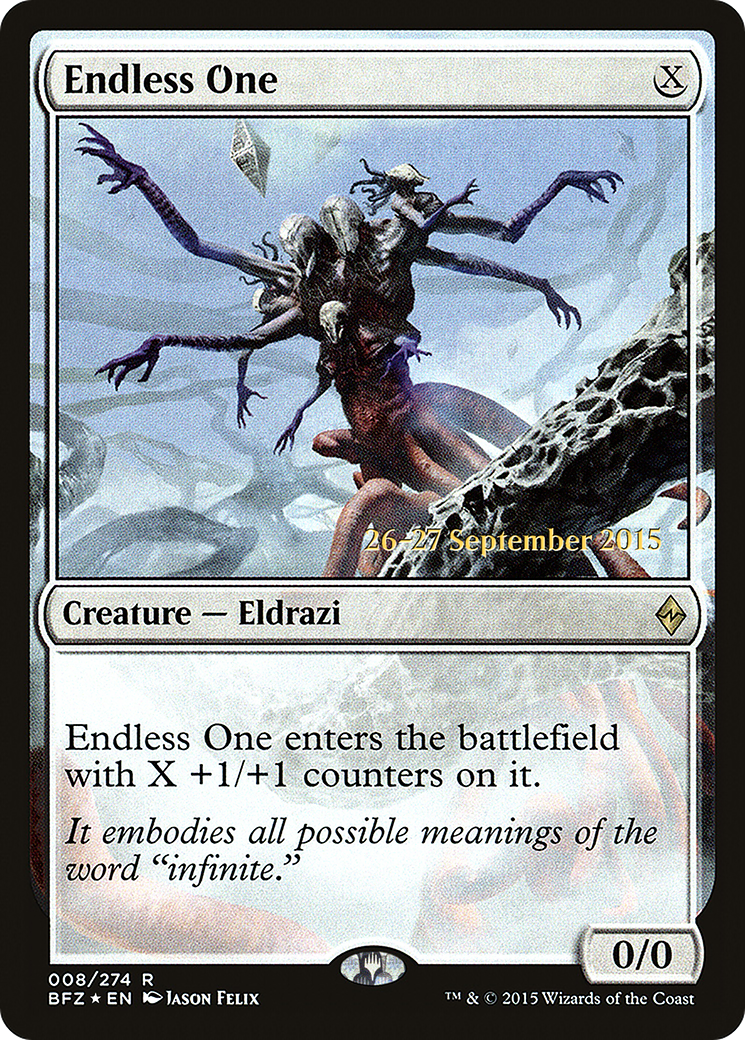 Endless One X
26–27 September 2015
Creature — Eldrazi
Endless One enters the battlefield
with X +1/+1 counters on it.
It embodies all possible meanings of the
word “infinite.”
0/0
008/274 R
BFZ ★ EN Jason Felix ™ & © 2015 Wizards of the Coast